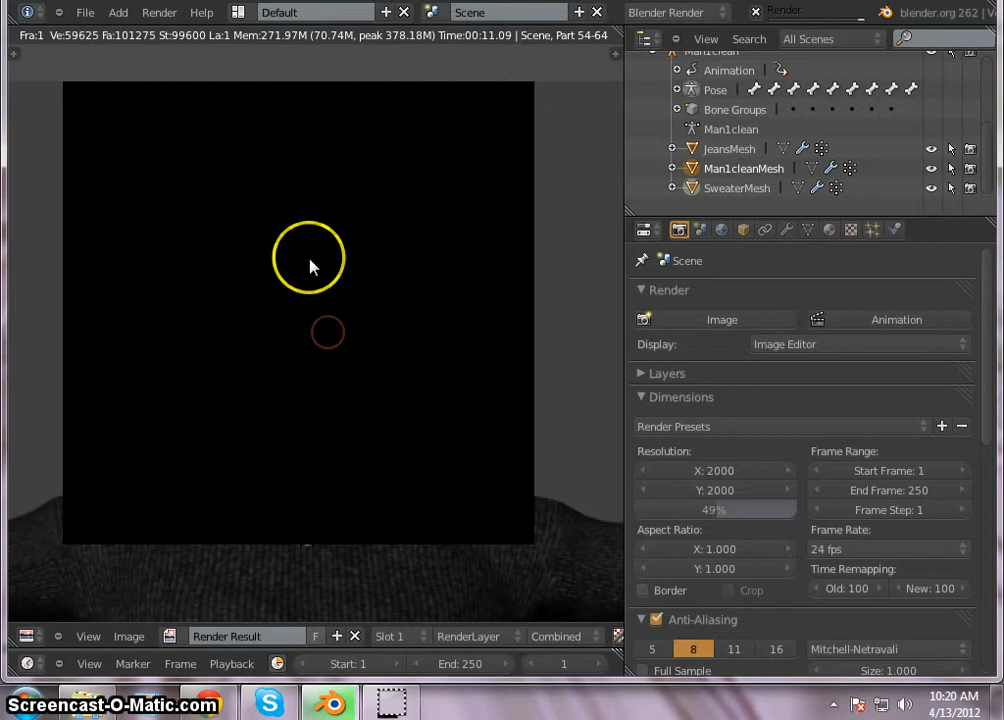 File Add Render Help Default Scene Blender Render Render blender.org 262
Fra:1 Ve:59625 Fa:101275 St:99600 La:1 Mem:271.97M (70.74M, peak 378.18M) Time:00:11.09 | Scene, Part 54-64
View Search All Scenes
Man1clean
Animation
Pose
Bone Groups
Man1clean
JeansMesh
Man1cleanMesh
SweaterMesh
Scene
Render
Image Animation
Display: Image Editor
Layers
Dimensions
Render Presets
Resolution: Frame Range:
X: 2000 Start Frame: 1
Y: 2000 End Frame: 250
49% Frame Step: 1
Aspect Ratio: Frame Rate:
X: 1.000 24 fps
Y: 1.000 Time Remapping:
Border Crop Old: 100 New: 100
Anti-Aliasing
5 8 11 16 Mitchell-Netravali
Full Sample Size: 1.000
View Image Render Result F Slot 1 RenderLayer Combined
View Marker Frame Playback Start: 1 End: 250 1
Screencast-O-Matic.com
10:20 AM
4/13/2012